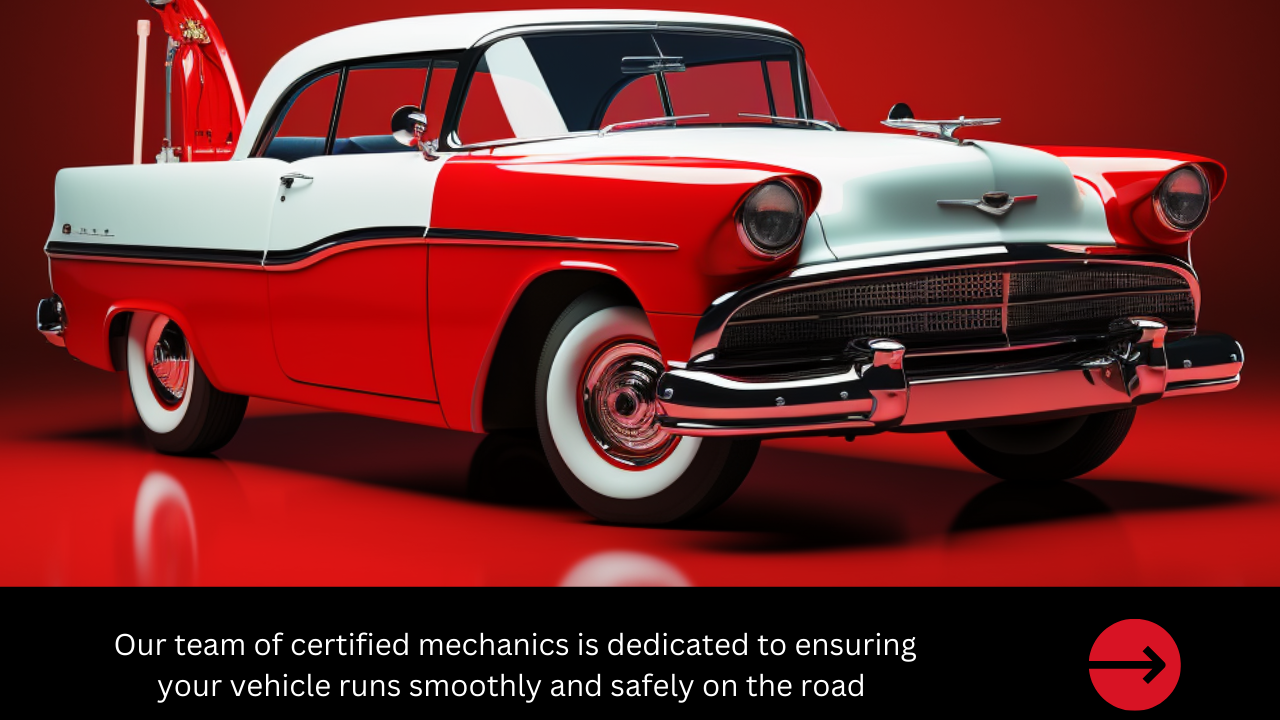 Our team of certified mechanics is dedicated to ensuring
your vehicle runs smoothly and safely on the road